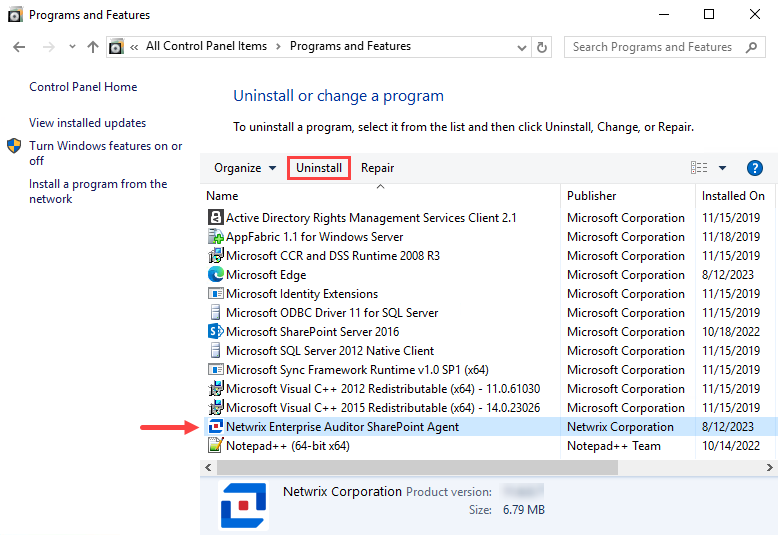 Programs and Features
« All Control Panel Items > Programs and Features
Search Programs and Features
Control Panel Home
View installed updates
Turn Windows features on or
off
Install a program from the
network
Uninstall or change a program
To uninstall a program, select it from the list and then click Uninstall, Change, or Repair.
Organize Uninstall Repair
Name Publisher Installed On
Active Directory Rights Management Services Client 2.1 Microsoft Corporation 11/15/2019
AppFabric 1.1 for Windows Server Microsoft Corporation 11/18/2019
Microsoft CCR and DSS Runtime 2008 R3 Microsoft Corporation 11/15/2019
Microsoft Edge Microsoft Corporation 8/12/2023
Microsoft Identity Extensions Microsoft Corporation 11/15/2019
Microsoft ODBC Driver 11 for SQL Server Microsoft Corporation 11/15/2019
Microsoft SharePoint Server 2016 Microsoft Corporation 10/18/2022
Microsoft SQL Server 2012 Native Client Microsoft Corporation 11/15/2019
Microsoft Sync Framework Runtime v1.0 SP1 (x64) Microsoft Corporation 11/15/2019
Microsoft Visual C++ 2012 Redistributable (x64) - 11.0.61030 Microsoft Corporation 11/15/2019
Microsoft Visual C++ 2015 Redistributable (x64) - 14.0.23026 Microsoft Corporation 11/15/2019
Netwrix Enterprise Auditor SharePoint Agent Netwrix Corporation 8/12/2023
Notepad++ (64-bit x64) Notepad++ Team 10/14/2022
Netwrix Corporation Product version:
Size: 6.79 MB